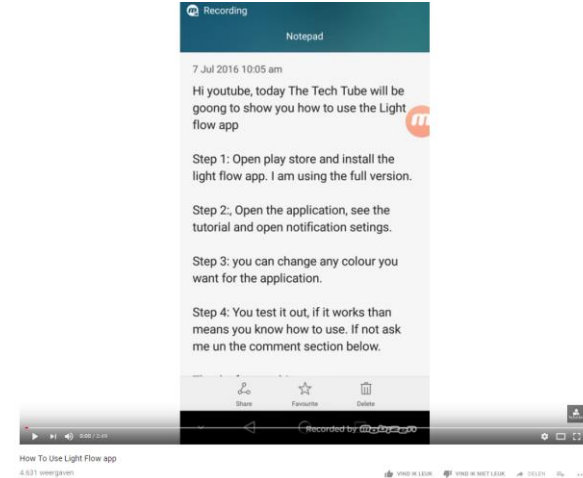 Recording
Notepad
7 Jul 2016 10:05 am
Hi youtube, today The Tech Tube will be
goong to show you how to use the Light
flow app
Step 1: Open play store and install the
light flow app. I am using the full version.
Step 2:, Open the application, see the
tutorial and open notification setings.
Step 3: you can change any colour you
want for the application.
Step 4: You test it out, if it works than
means you know how to use. If not ask
me un the comment section below.
Share Favourite Delete
Recorded by
0:00 / 2:49
How To Use Light Flow app
4.631 weergaven
VIND IK LEUK VIND IK NIET LEUK DELEN